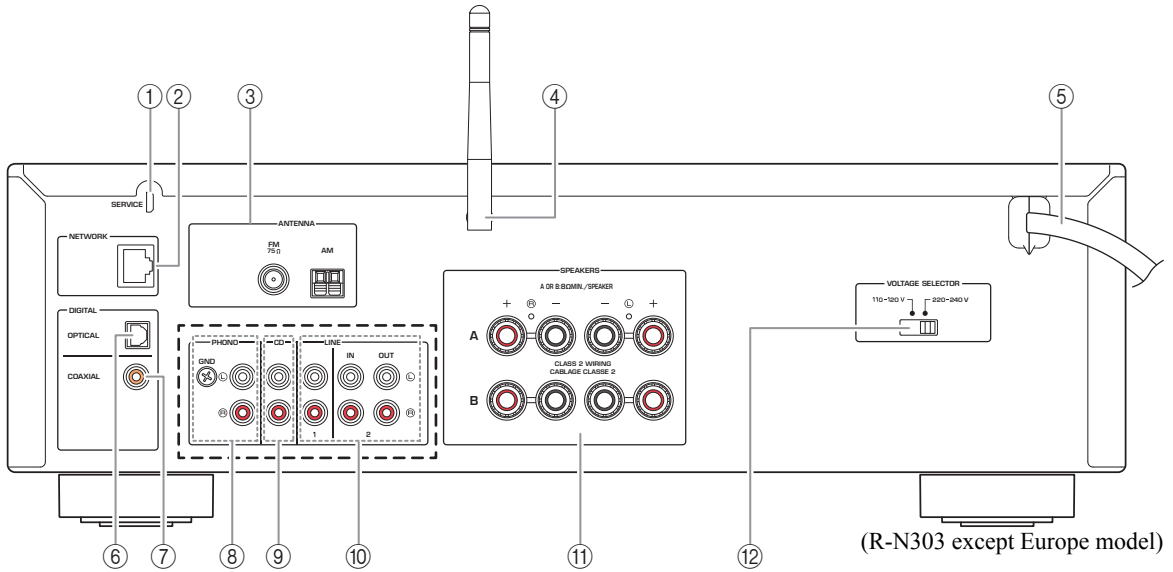 ① ② ③ ④ ⑤
SERVICE
NETWORK
ANTENNA
FM
75Ω
AM
DIGITAL
OPTICAL
COAXIAL
PHONO
CD
LINE
GND
IN
OUT
L
L
R
R
1
2
SPEAKERS
A OR B:8ΩMIN./SPEAKER
+ R − − L +
A
CLASS 2 WIRING
CABLAGE CLASSE 2
B
VOLTAGE SELECTOR
110-120 V
220-240 V
⑥ ⑦ ⑧ ⑨ ⑩ ⑪ ⑫
(R-N303 except Europe model)